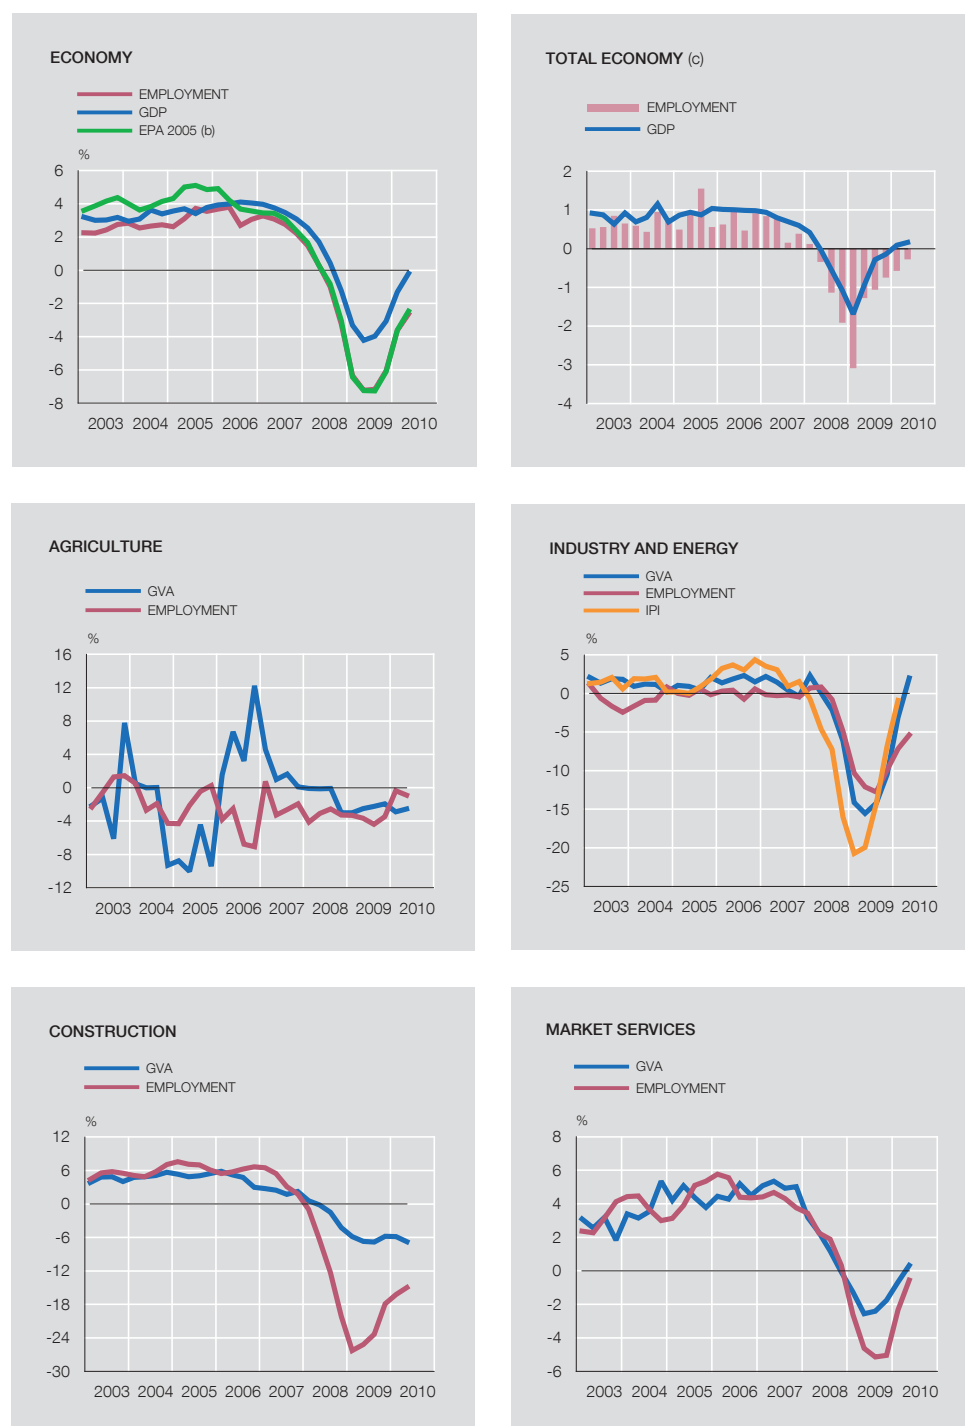 ECONOMY
EMPLOYMENT
GDP
EPA 2005 (b)
%
6
4
2
0
-2
-4
-6
-8
2003 2004 2005 2006 2007 2008 2009 2010
TOTAL ECONOMY (c)
EMPLOYMENT
GDP
2
1
0
-1
-2
-3
-4
2003 2004 2005 2006 2007 2008 2009 2010
AGRICULTURE
GVA
EMPLOYMENT
%
16
12
8
4
0
-4
-8
-12
2003 2004 2005 2006 2007 2008 2009 2010
INDUSTRY AND ENERGY
GVA
EMPLOYMENT
IPI
%
5
0
-5
-10
-15
-20
-25
2003 2004 2005 2006 2007 2008 2009 2010
CONSTRUCTION
GVA
EMPLOYMENT
%
12
6
0
-6
-12
-18
-24
-30
2003 2004 2005 2006 2007 2008 2009 2010
MARKET SERVICES
GVA
EMPLOYMENT
%
8
6
4
2
0
-2
-4
-6
2003 2004 2005 2006 2007 2008 2009 2010